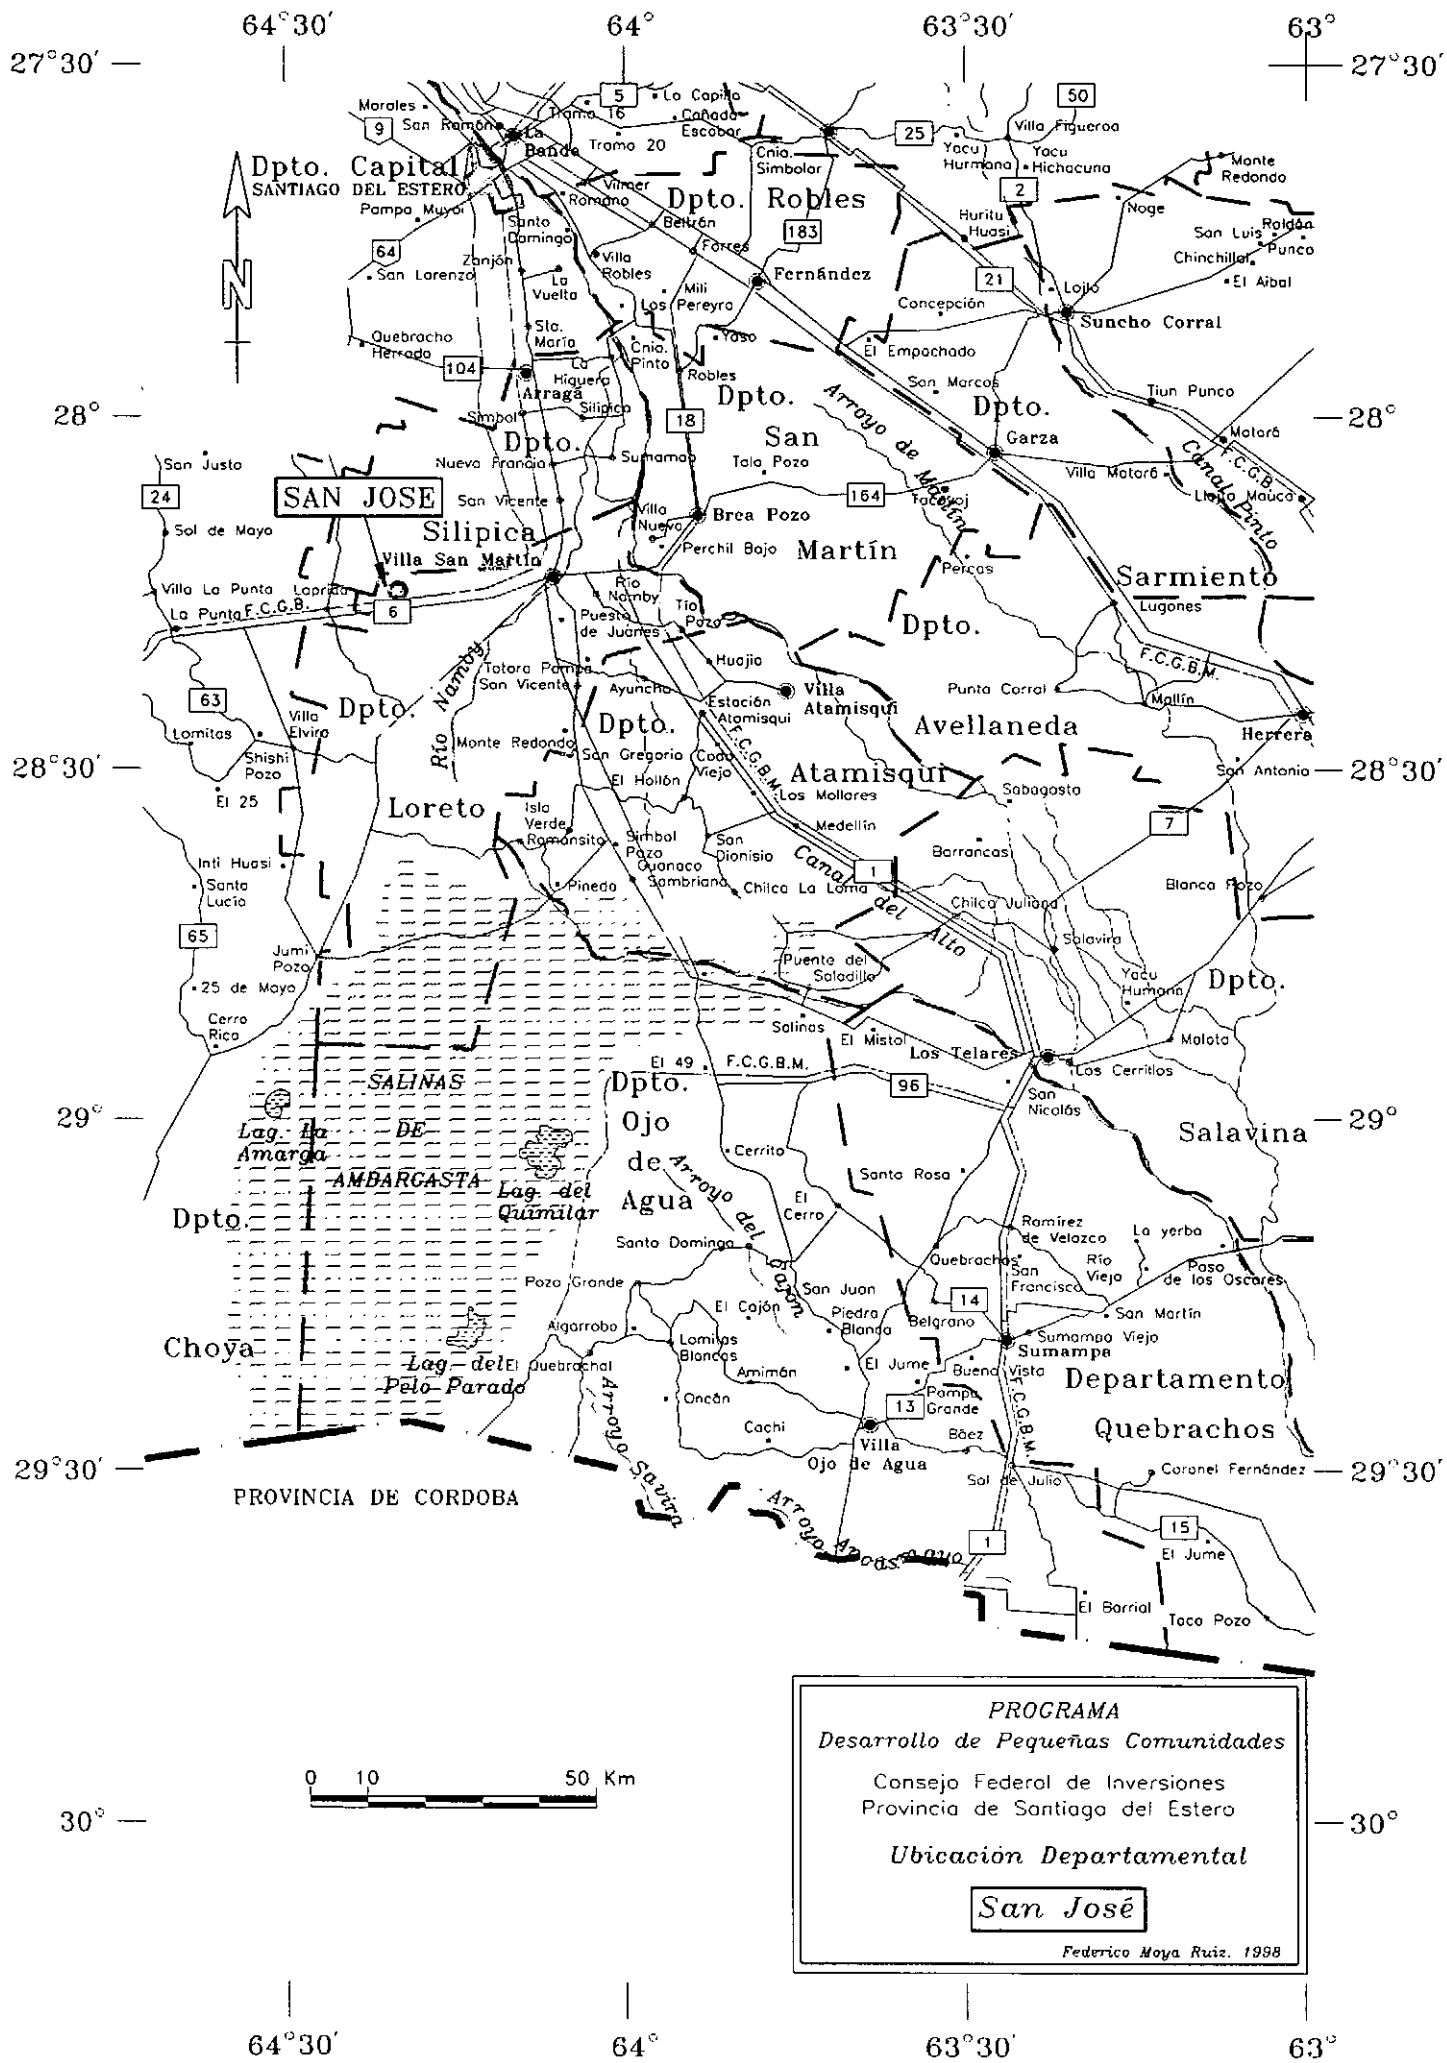 64°30′
64°
63°30′
63°
27°30′
27°30′
5
La Capilla
50
Morales
Trama 16
9
San Ramón
La Banda
Trama 20
Cañada Escobar
25
Villa Figueroa
Yacu Hurmana
Yacu Hichacuna
Monte Redondo
Cnia. Simbolar
Dpto. Capital
SANTIAGO DEL ESTERO
Vilmer
Romano
Dpto. Robles
2
Noge
Pampa Muyoj
Santo Domingo
Beltrán
Forres
183
Huritu Huasi
San Luis
Roldán
Punco
Chinchillal
El Aibal
64
San Lorenzo
Zanjón
La Vuelta
Villa Robles
Mili
Los Pereyra
Fernández
21
Lojlo
Concepción
Suncho Corral
N
Quebracho Herrado
Sta. María
Cnia. Pinto
Yaso
El Empachado
104
La Higuera
Robles
Arraga
San Marcos
Tiun Punco
28°
28°
Simbol
Silipica
18
Dpto.
Dpto.
Arroyo de Mailín
Garza
Matará
San Justo
Nueva Francia
Dpto.
Sumamao
San
Tala Pozo
Villa Matará
F.C.G.B.
24
SAN JOSE
San Vicente
Villa Nueva
164
Llajta Mauca
Canal Pinto
Sol de Mayo
Silipica
Brea Pozo
Perchil Bajo
Martín
Percas
Villa San Martín
Sarmiento
Villa La Punta
Laprida
La Punta
F.C.G.B.
6
Río Namby
Tío Pozo
Lugones
Puesto de Juanes
Dpto.
F.C.G.B.M.
Río Namby
Totora Pampa
San Vicente
Huajia
Ayuncha
Villa Atamisqui
Punta Corral
Mallín
63
Villa Elvira
Dpto.
Estación Atamisqui
Dpto.
Avellaneda
Herrera
Lomitas
Shishi Pozo
Monte Redondo
San Gregorio
F.C.G.B.M.
Codo Viejo
28°30′
28°30′
El 25
El Hollón
Atamisqui
Los Mollares
San Antonio
Sabagasta
Loreto
Isla Verde
Ramansito
Simbol Pozo
San Dionisio
Medellín
7
Inti Huasi
Barrancas
Santa Lucía
Guanaco Sombriana
Pineda
Chilca La Loma
1
Canal del Alto
Blanca Pozo
Chilca Juliana
65
Jumi Pozo
Salavira
Puente del Saladillo
25 de Mayo
Yacu Humana
Dpto.
Cerro Rico
Salinas
El Mistol
Los Telares
Malota
SALINAS
DE
AMBARGASTA
El 49
F.C.G.B.M.
96
Los Cerrillos
Dpto.
Ojo
de
Agua
San Nicolás
29°
29°
Lag. La Amarga
Salavina
Cerrito
Arroyo del Cajón
Santa Rosa
Lag. del Quimilar
El Cerro
Dpto.
Ramírez de Velazco
La yerba
Santo Domingo
Quebrachos
Río Viejo
Paso de los Oscares
Poza Grande
San Juan
San Francisco
El Cajón
14
San Martín
Algarrobo
Piedra Blanca
Belgrano
Sumampa Viejo
Sumampa
Choya
Lomitas Blancas
Lag. del Pelo Parado
El Quebrachal
El Jume
Buena Vista
Amimán
Departamento
Oncán
Pampa Grande
13
F.C.G.B.M.
Cachi
Quebrachos
Villa Ojo de Agua
Báez
Arroyo Savira
29°30′
29°30′
Sol de Julio
Coronel Fernández
PROVINCIA DE CORDOBA
15
1
El Jume
El Barrial
Taco Pozo
PROGRAMA
Desarrollo de Pequeñas Comunidades
Consejo Federal de Inversiones
Provincia de Santiago del Estero
0 10 50 Km
30°
30°
Ubicación Departamental
San José
Federico Moya Ruiz. 1998
64°30′
64°
63°30′
63°